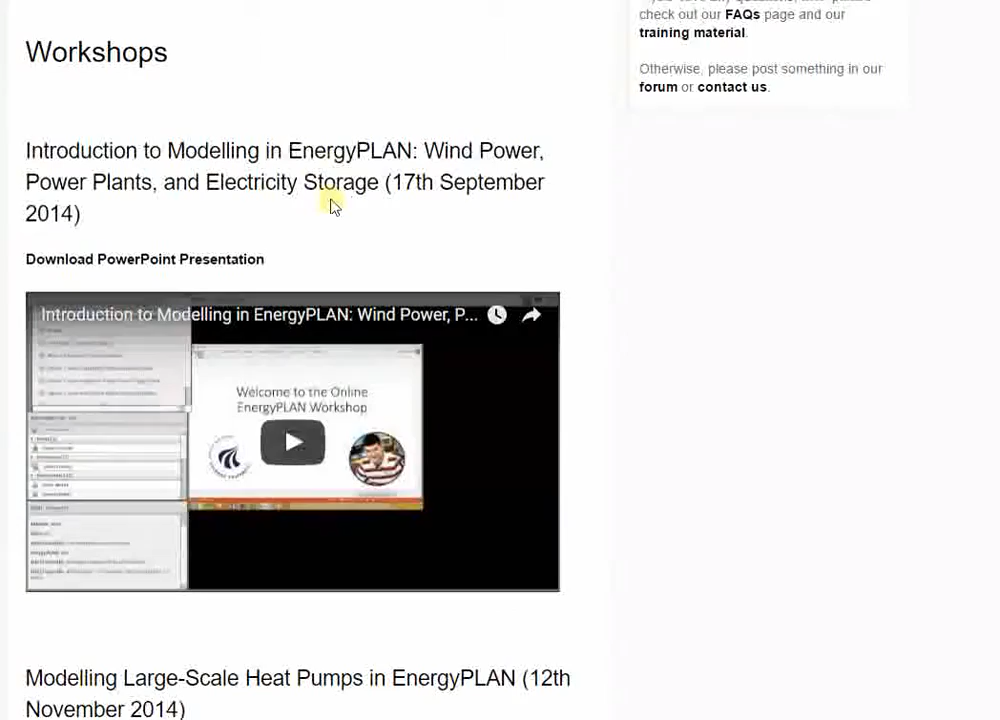 check out our FAQs page and our
training material.
Otherwise, please post something in our
forum or contact us.
Workshops
Introduction to Modelling in EnergyPLAN: Wind Power,
Power Plants, and Electricity Storage (17th September
2014)
Download PowerPoint Presentation
Introduction to Modelling in EnergyPLAN: Wind Power, P...
Welcome to the Online
EnergyPLAN Workshop
Modelling Large-Scale Heat Pumps in EnergyPLAN (12th
November 2014)